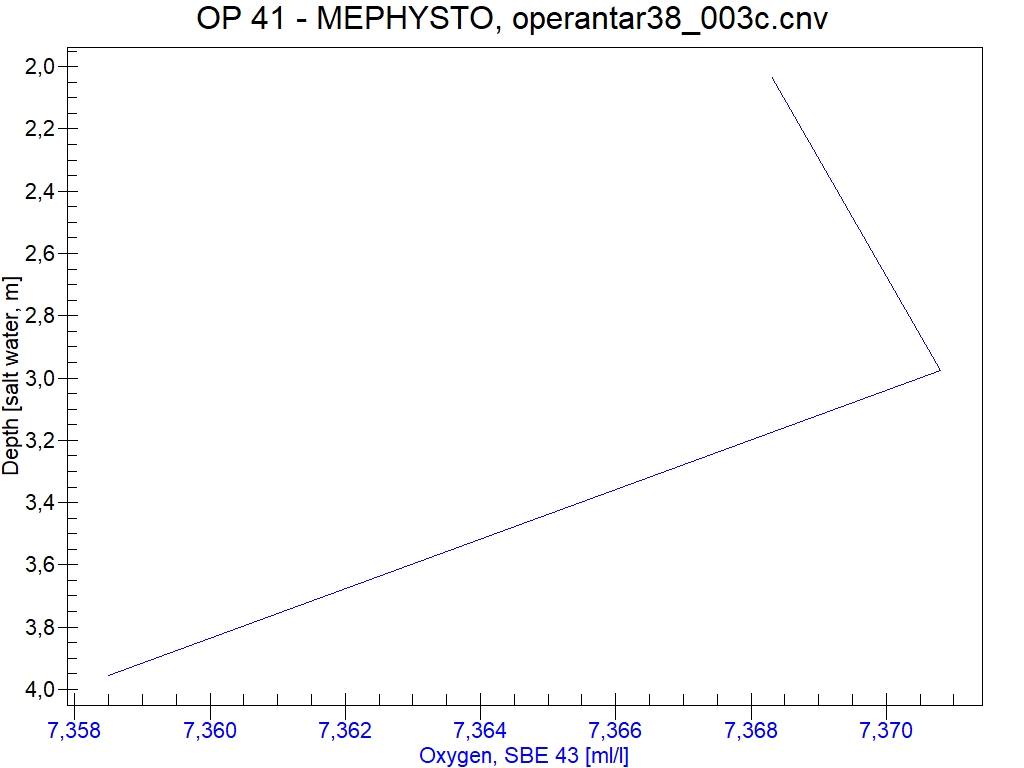 OP 41 - MEPHYSTO, operantar38_003c.cnv
Depth [salt water, m]
2,0
2,2
2,4
2,6
2,8
3,0
3,2
3,4
3,6
3,8
4,0
7,358 7,360 7,362 7,364 7,366 7,368 7,370
Oxygen, SBE 43 [ml/l]